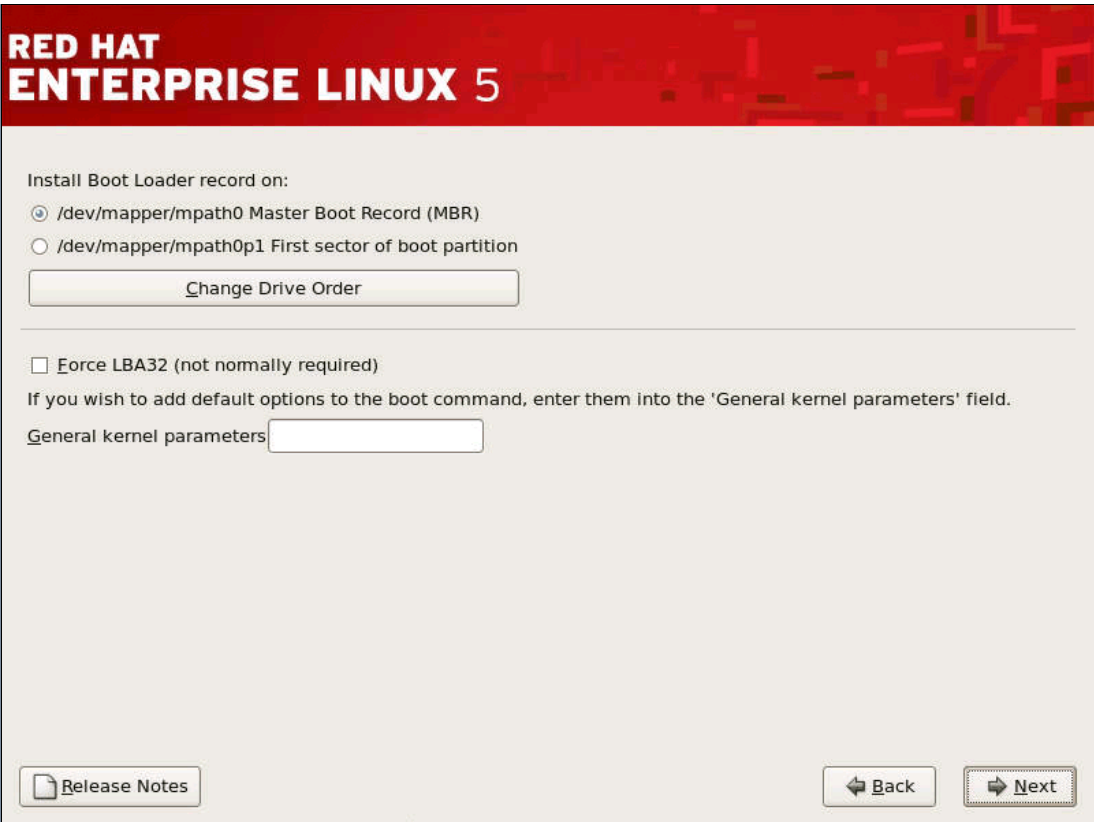 RED HAT
ENTERPRISE LINUX 5
Install Boot Loader record on:
/dev/mapper/mpath0 Master Boot Record (MBR)
/dev/mapper/mpath0p1 First sector of boot partition
Change Drive Order
Force LBA32 (not normally required)
If you wish to add default options to the boot command, enter them into the 'General kernel parameters' field.
General kernel parameters
Release Notes
Back
Next